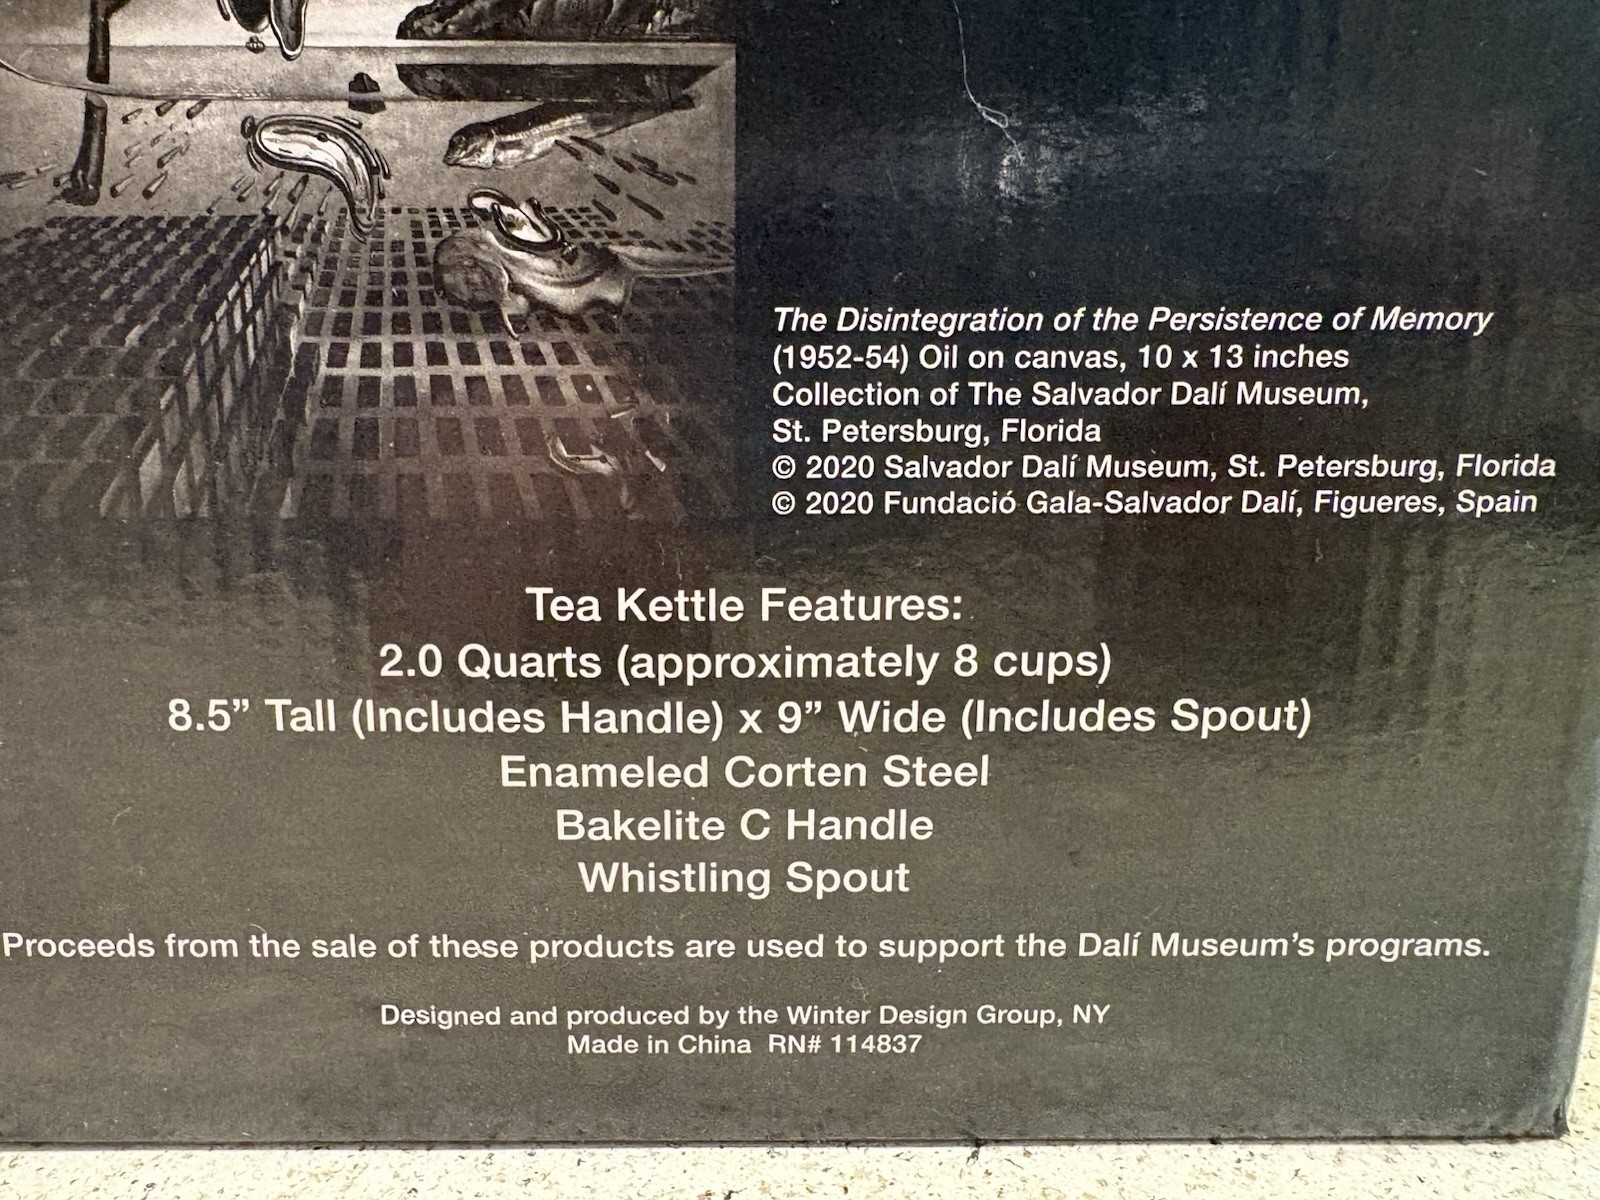 The Disintegration of the Persistence of Memory
(1952-54) Oil on canvas, 10 x 13 inches
Collection of The Salvador Dalí Museum,
St. Petersburg, Florida
© 2020 Salvador Dalí Museum, St. Petersburg, Florida
© 2020 Fundació Gala-Salvador Dalí, Figueres, Spain
Tea Kettle Features:
2.0 Quarts (approximately 8 cups)
8.5” Tall (Includes Handle) x 9” Wide (Includes Spout)
Enameled Corten Steel
Bakelite C Handle
Whistling Spout
Proceeds from the sale of these products are used to support the Dalí Museum’s programs.
Designed and produced by the Winter Design Group, NY
Made in China RN# 114837